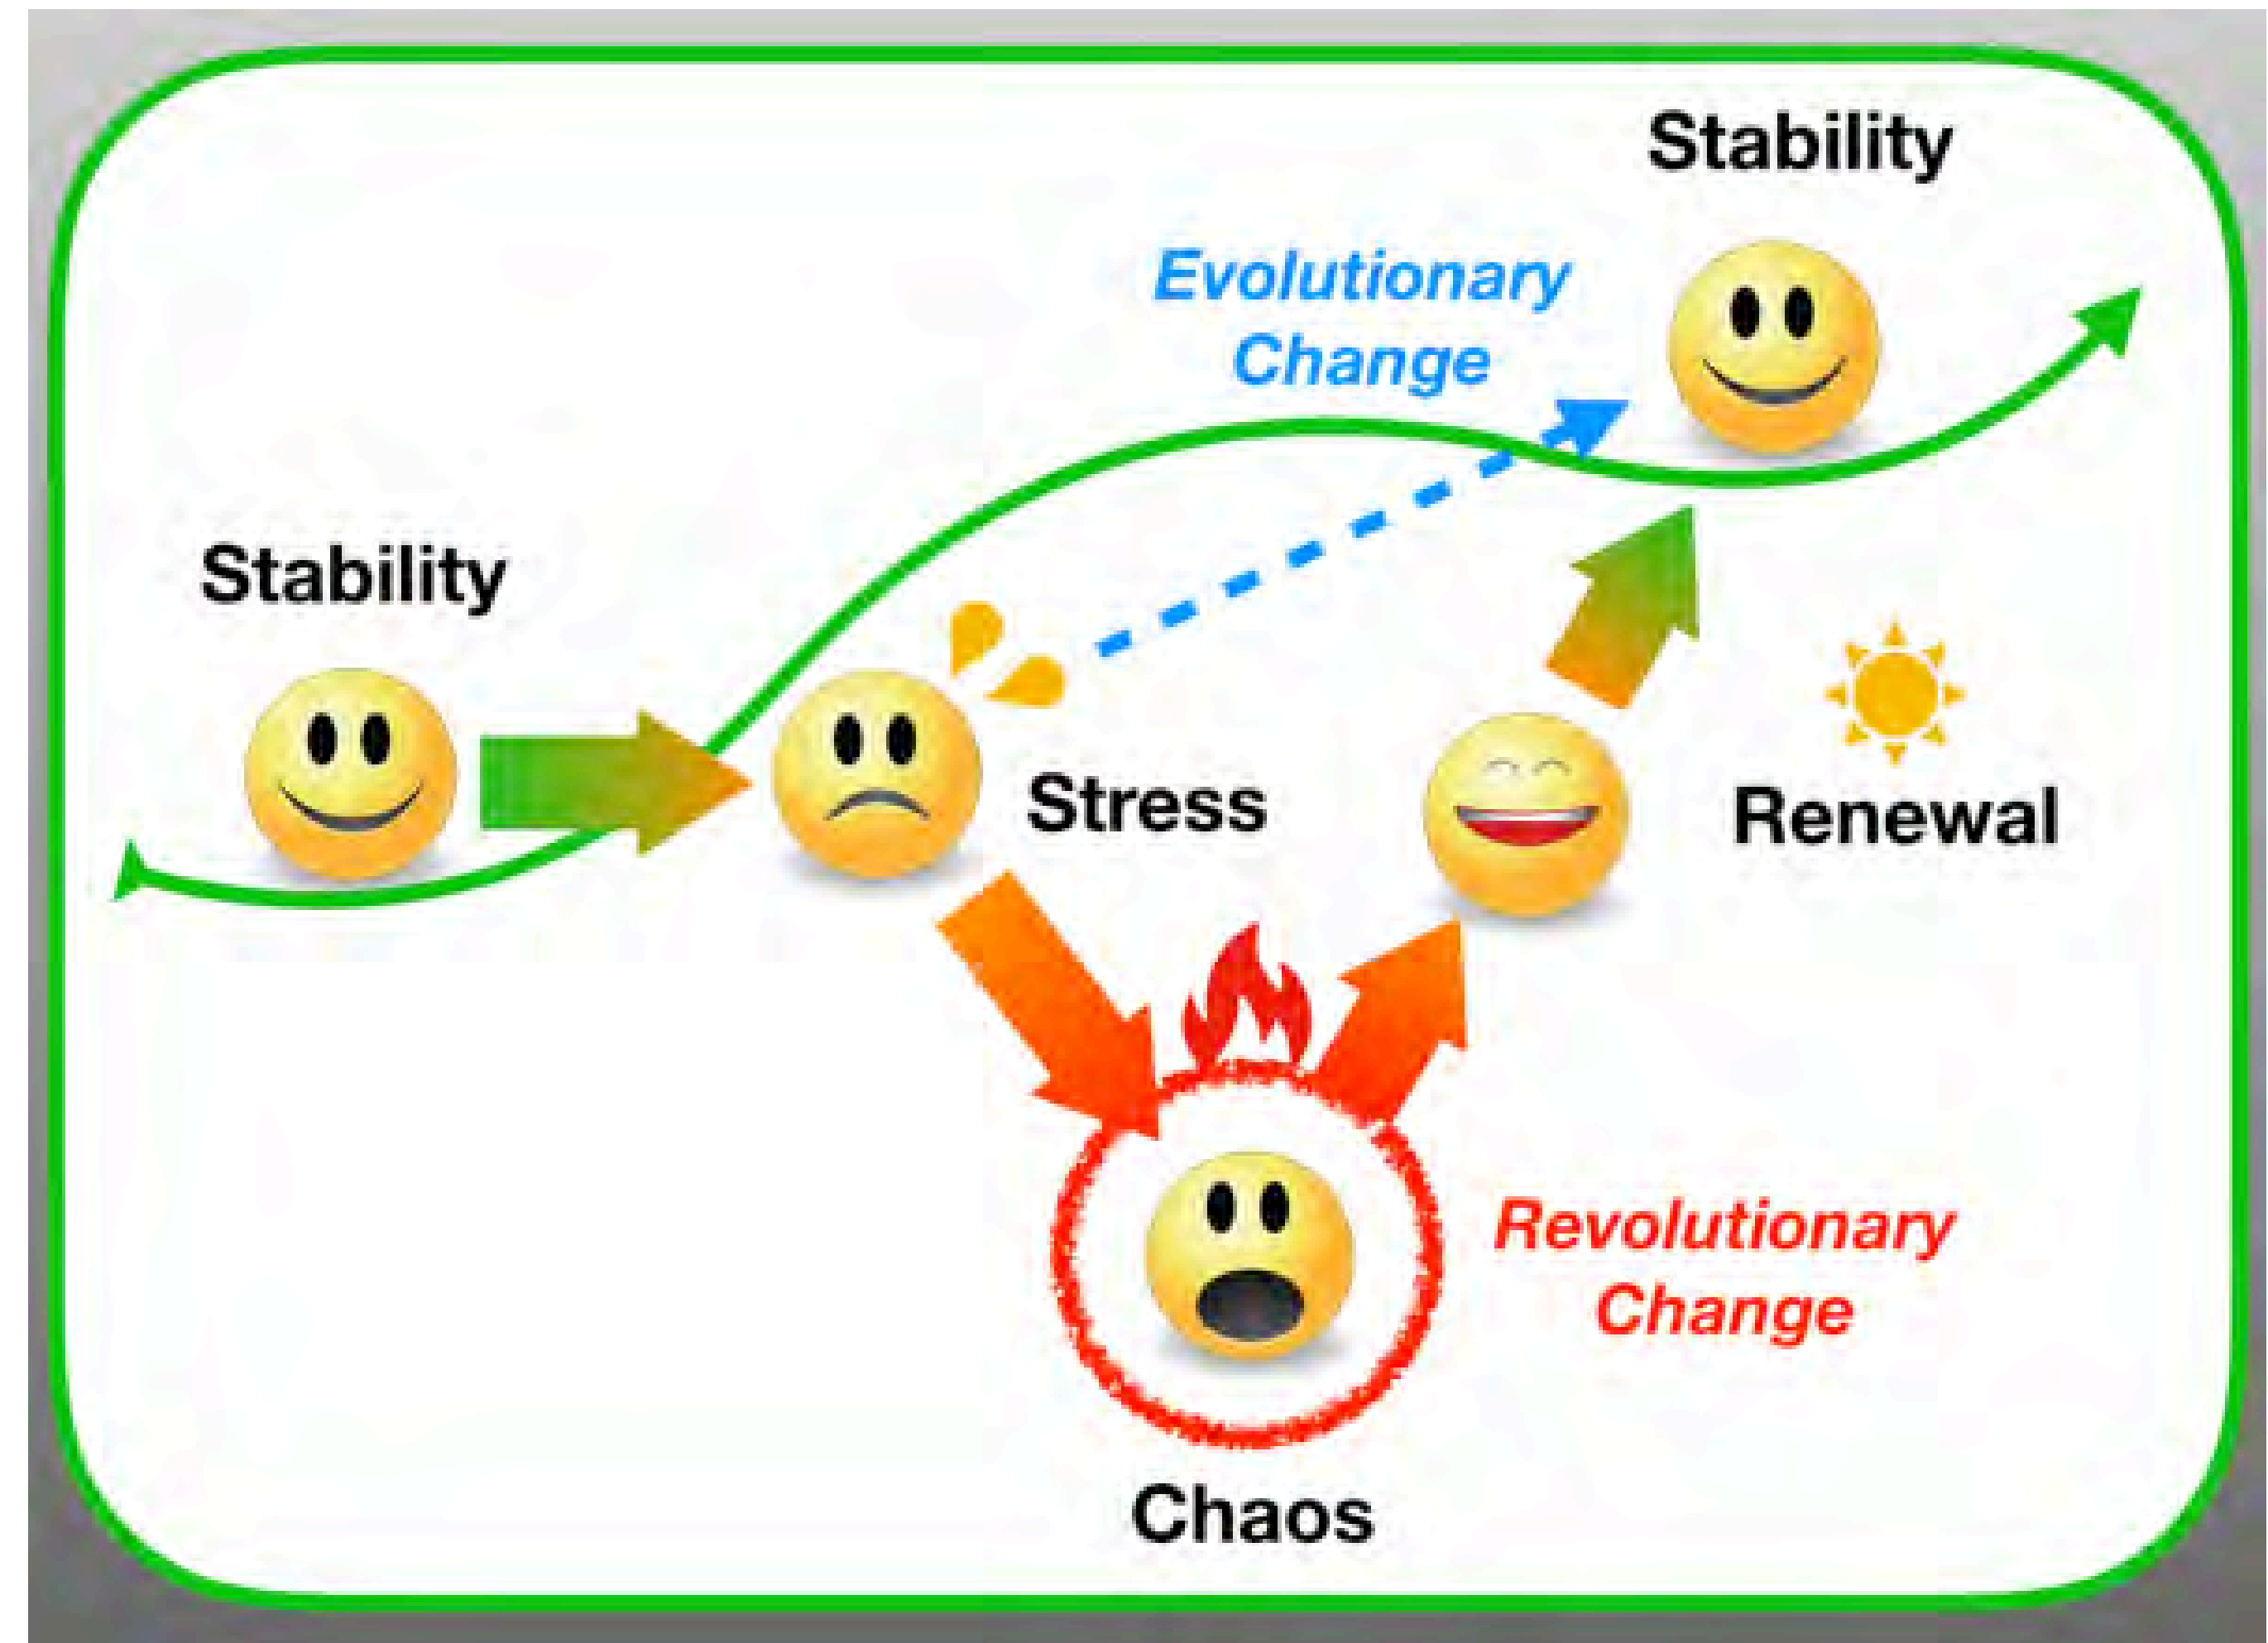 Stability
Evolutionary
Change
Stability
Stress
Renewal
Revolutionary
Change
Chaos